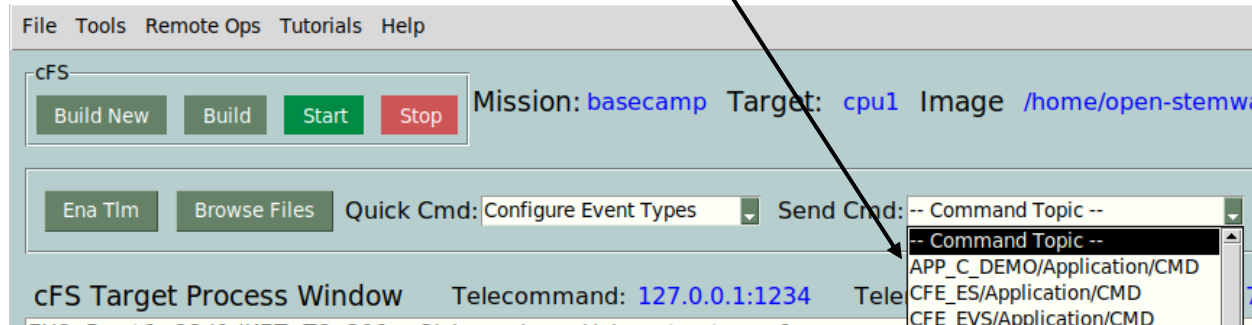 File Tools Remote Ops Tutorials Help
cFS
Build New Build Start Stop Mission: basecamp Target: cpu1 Image /home/open-stemwa
Ena Tlm Browse Files Quick Cmd: Configure Event Types Send Cmd: -- Command Topic --
-- Command Topic --
APP_C_DEMO/Application/CMD
CFE_ES/Application/CMD
CFE_EVS/Application/CMD
cFS Target Process Window Telecommand: 127.0.0.1:1234 Tele